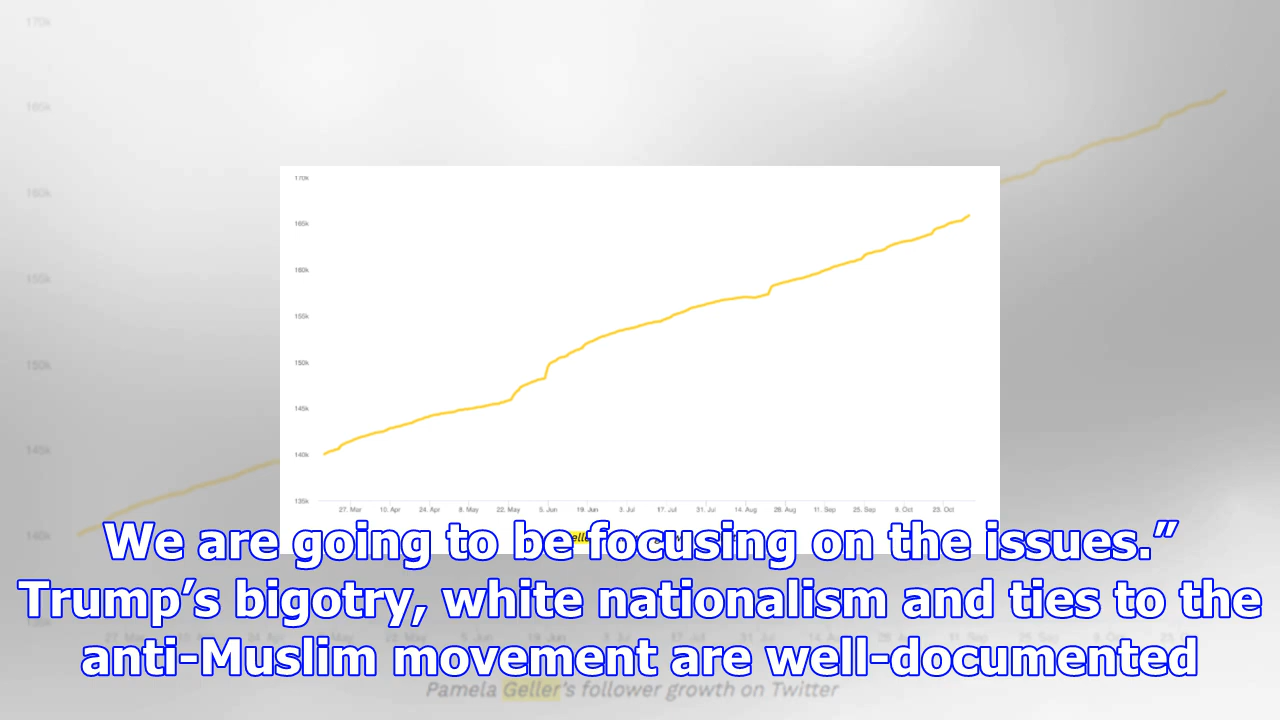 170k
165k
160k
155k
150k
145k
140k
135k
27. Mar 10. Apr 24. Apr 8. May 22. May 5. Jun 19. Jun 3. Jul 17. Jul 31. Jul 14. Aug 28. Aug 11. Sep 25. Sep 9. Oct 23. Oct
We are going to be focusing on the issues.”
Trump’s bigotry, white nationalism and ties to the
anti-Muslim movement are well-documented
Pamela Geller's follower growth on Twitter